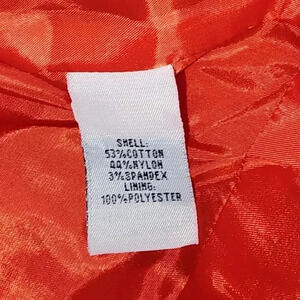 SHELL:
53%COTTON
44%NYLON
3%SPANDEX
LINING:
100%POLYESTER